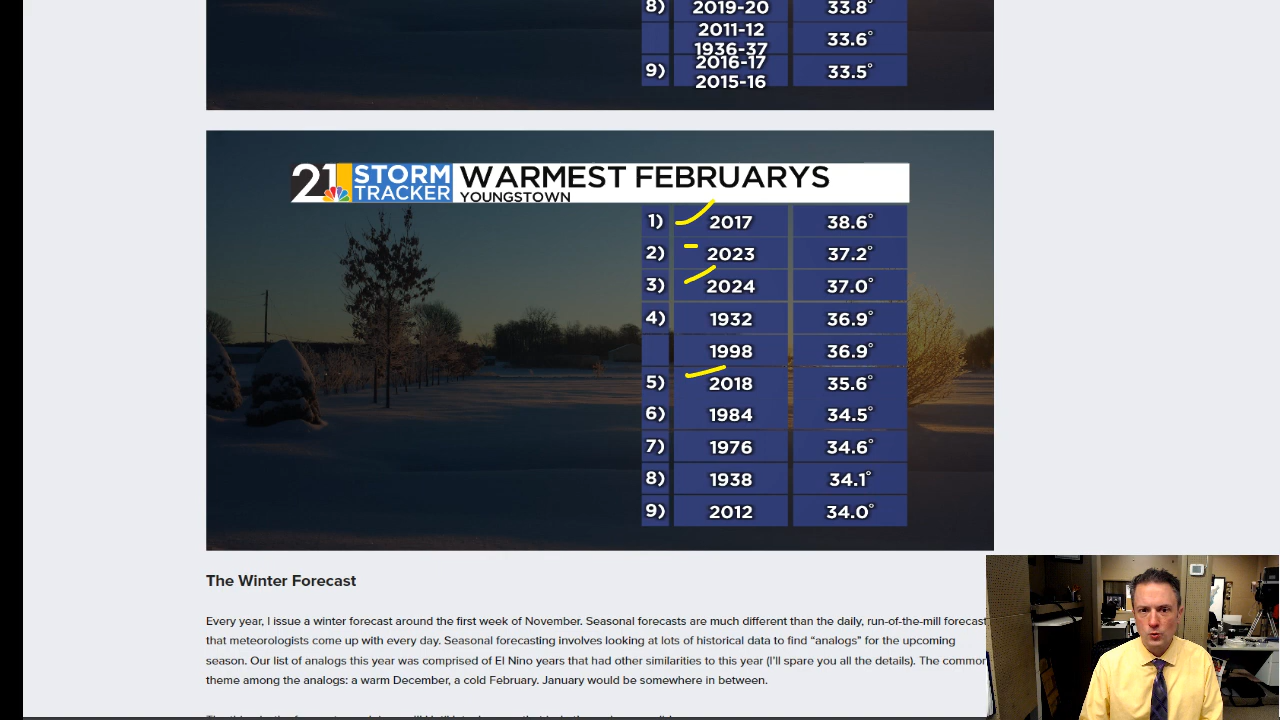 8) 2019-20 33.8°
2011-12
1936-37 33.6°
9) 2016-17
2015-16 33.5°
21 STORM TRACKER WARMEST FEBRUARYS
YOUNGSTOWN
1) 2017 38.6°
2) 2023 37.2°
3) 2024 37.0°
4) 1932 36.9°
1998 36.9°
5) 2018 35.6°
6) 1984 34.5°
7) 1976 34.6°
8) 1938 34.1°
9) 2012 34.0°
The Winter Forecast
Every year, I issue a winter forecast around the first week of November. Seasonal forecasts are much different than the daily, run-of-the-mill forecast
that meteorologists come up with every day. Seasonal forecasting involves looking at lots of historical data to find “analogs” for the upcoming
season. Our list of analogs this year was comprised of El Nino years that had other similarities to this year (I’ll spare you all the details). The common
theme among the analogs: a warm December, a cold February. January would be somewhere in between.